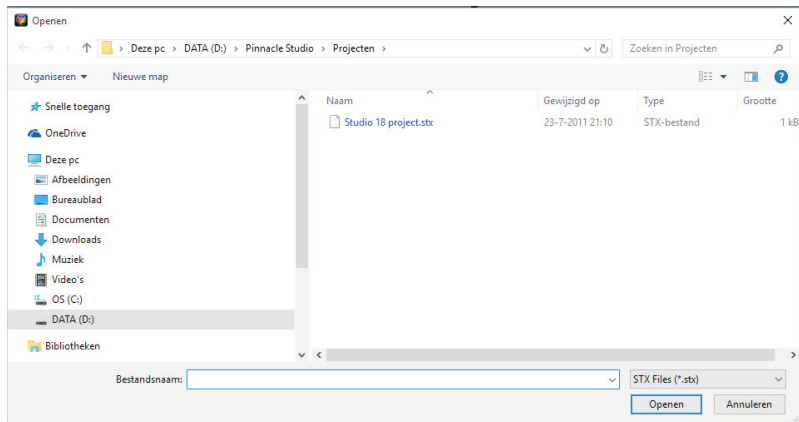 Openen
Deze pc > DATA (D:) > Pinnacle Studio > Projecten >
Zoeken in Projecten
Organiseren
Nieuwe map
Snelle toegang
OneDrive
Deze pc
Afbeeldingen
Bureaublad
Documenten
Downloads
Muziek
Video's
OS (C:)
DATA (D:)
Bibliotheken
Naam Gewijzigd op Type Grootte
Studio 18 project.stx 23-7-2011 21:10 STX-bestand 1 kB
Bestandsnaam:
STX Files (*.stx)
Openen Annuleren